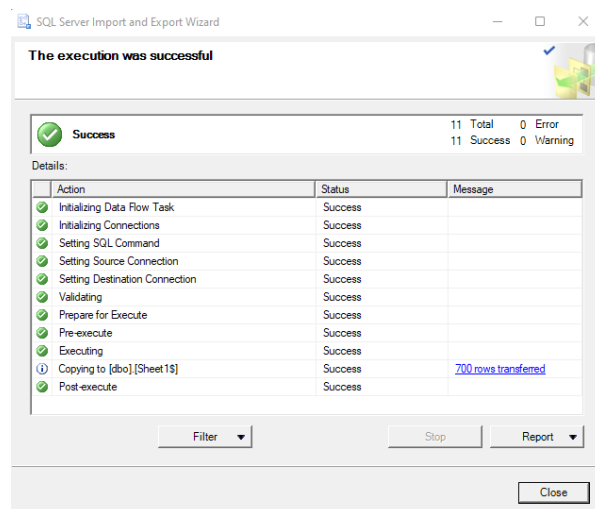 SQL Server Import and Export Wizard
The execution was successful
Success
11 Total 0 Error
11 Success 0 Warning
Details:
Action Status Message
Initializing Data Flow Task Success
Initializing Connections Success
Setting SQL Command Success
Setting Source Connection Success
Setting Destination Connection Success
Validating Success
Prepare for Execute Success
Pre-execute Success
Executing Success
Copying to [dbo].[Sheet1$] Success 700 rows transferred
Post-execute Success
Filter Stop Report
Close